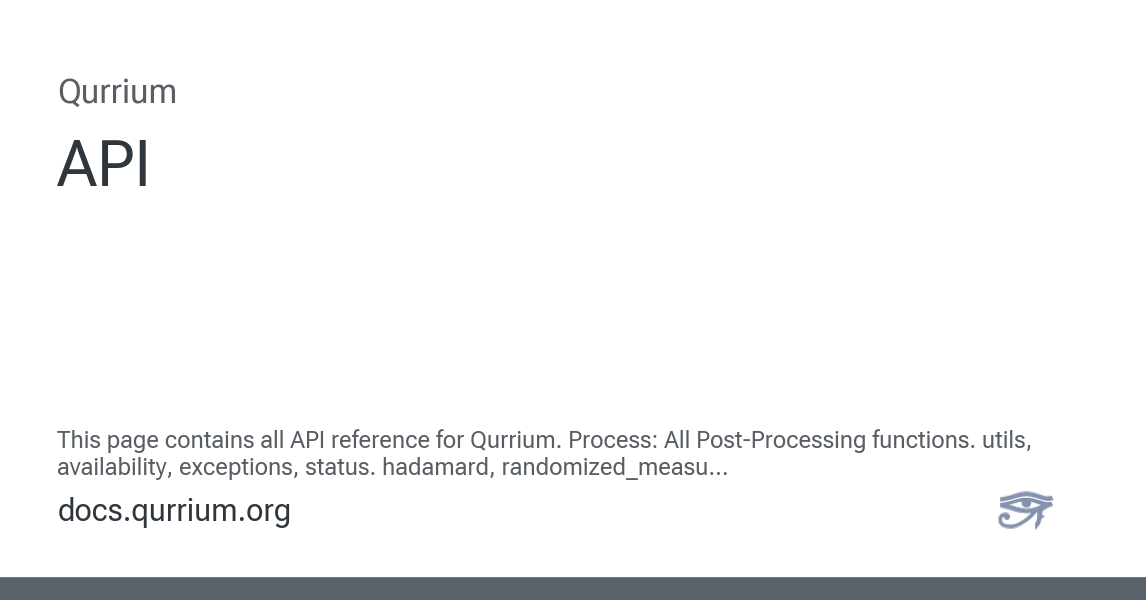 Qurrium
API
This page contains all API reference for Qurrium. Process: All Post-Processing functions. utils,
availability, exceptions, status. hadamard, randomized_measu...
docs.qurrium.org